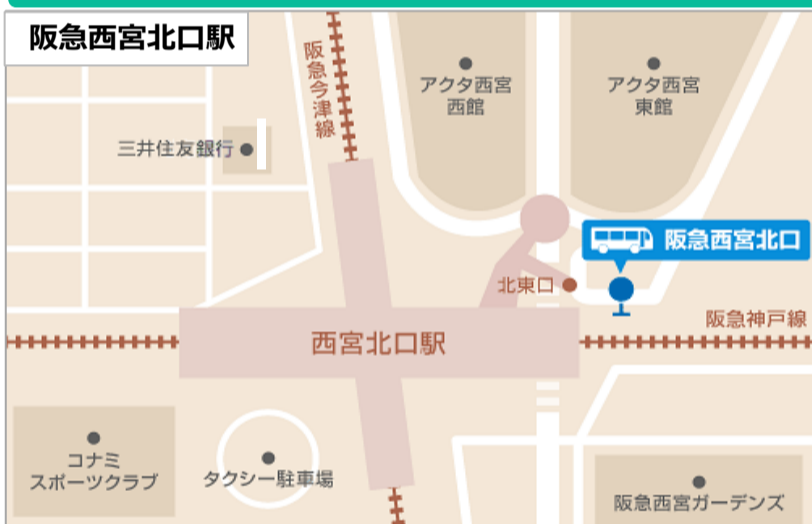 阪急西宮北口駅
阪急今津線
アクタ西宮
西館
アクタ西宮
東館
三井住友銀行
阪急西宮北口
北東口
阪急神戸線
西宮北口駅
コナミ
スポーツクラブ
タクシー駐車場
阪急西宮ガーデンズ